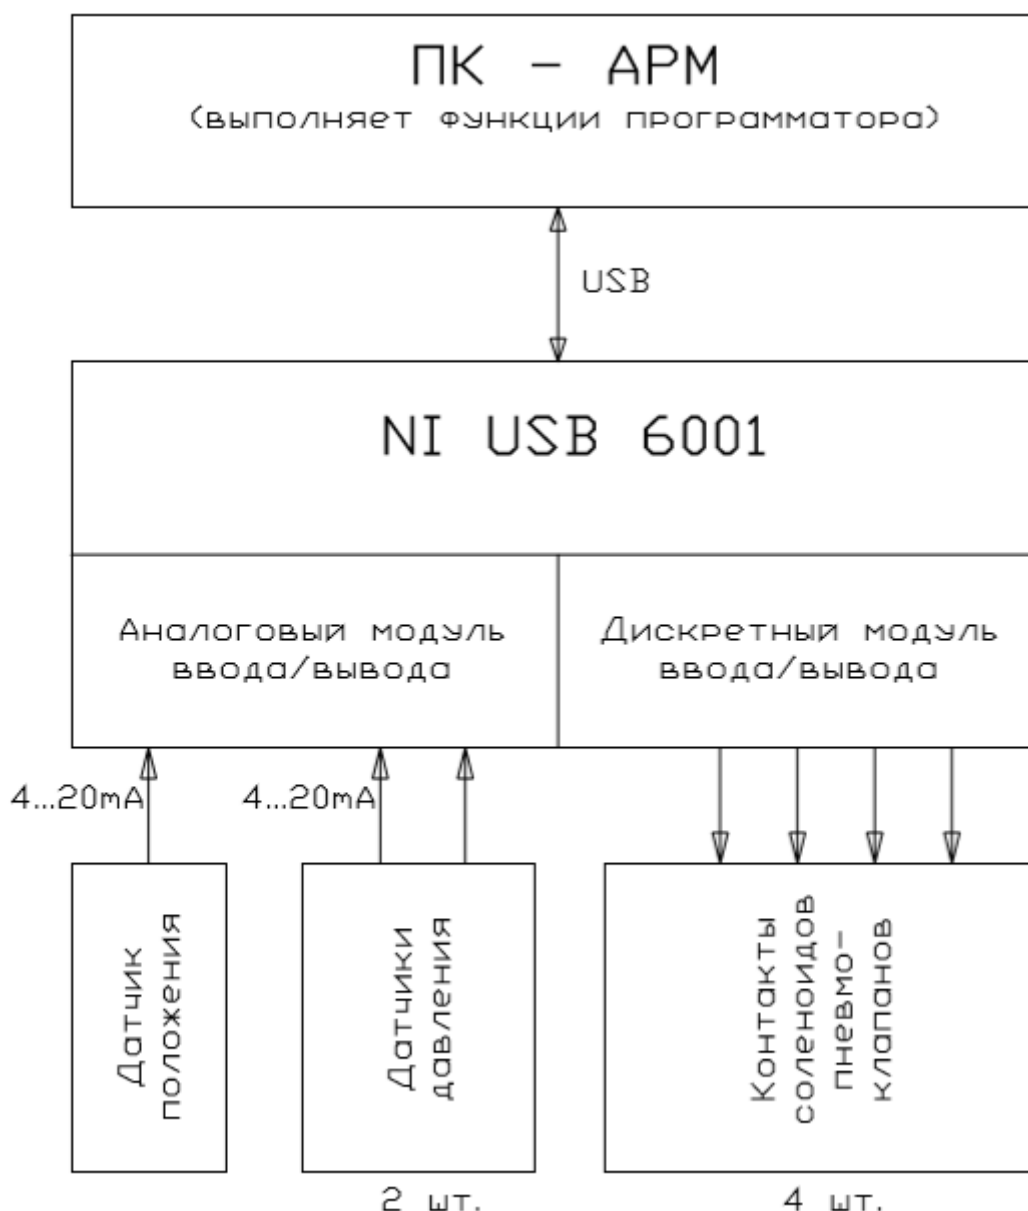 ПК - АРМ
(выполняет функции программатора)
USB
NI USB 6001
Аналоговый модуль
ввода/вывода
Дискретный модуль
ввода/вывода
4...20mA
4...20mA
Датчик
положения
Датчики
давления
Контакты
соленоидов
пневмо-
клапанов
2 шт.
4 шт.